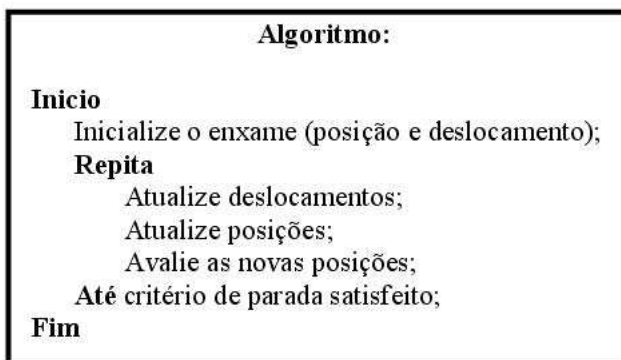 Algoritmo:
Inicio
Inicialize o enxame (posição e deslocamento);
Repita
Atualize deslocamentos;
Atualize posições;
Avalie as novas posições;
Até critério de parada satisfeito;
Fim